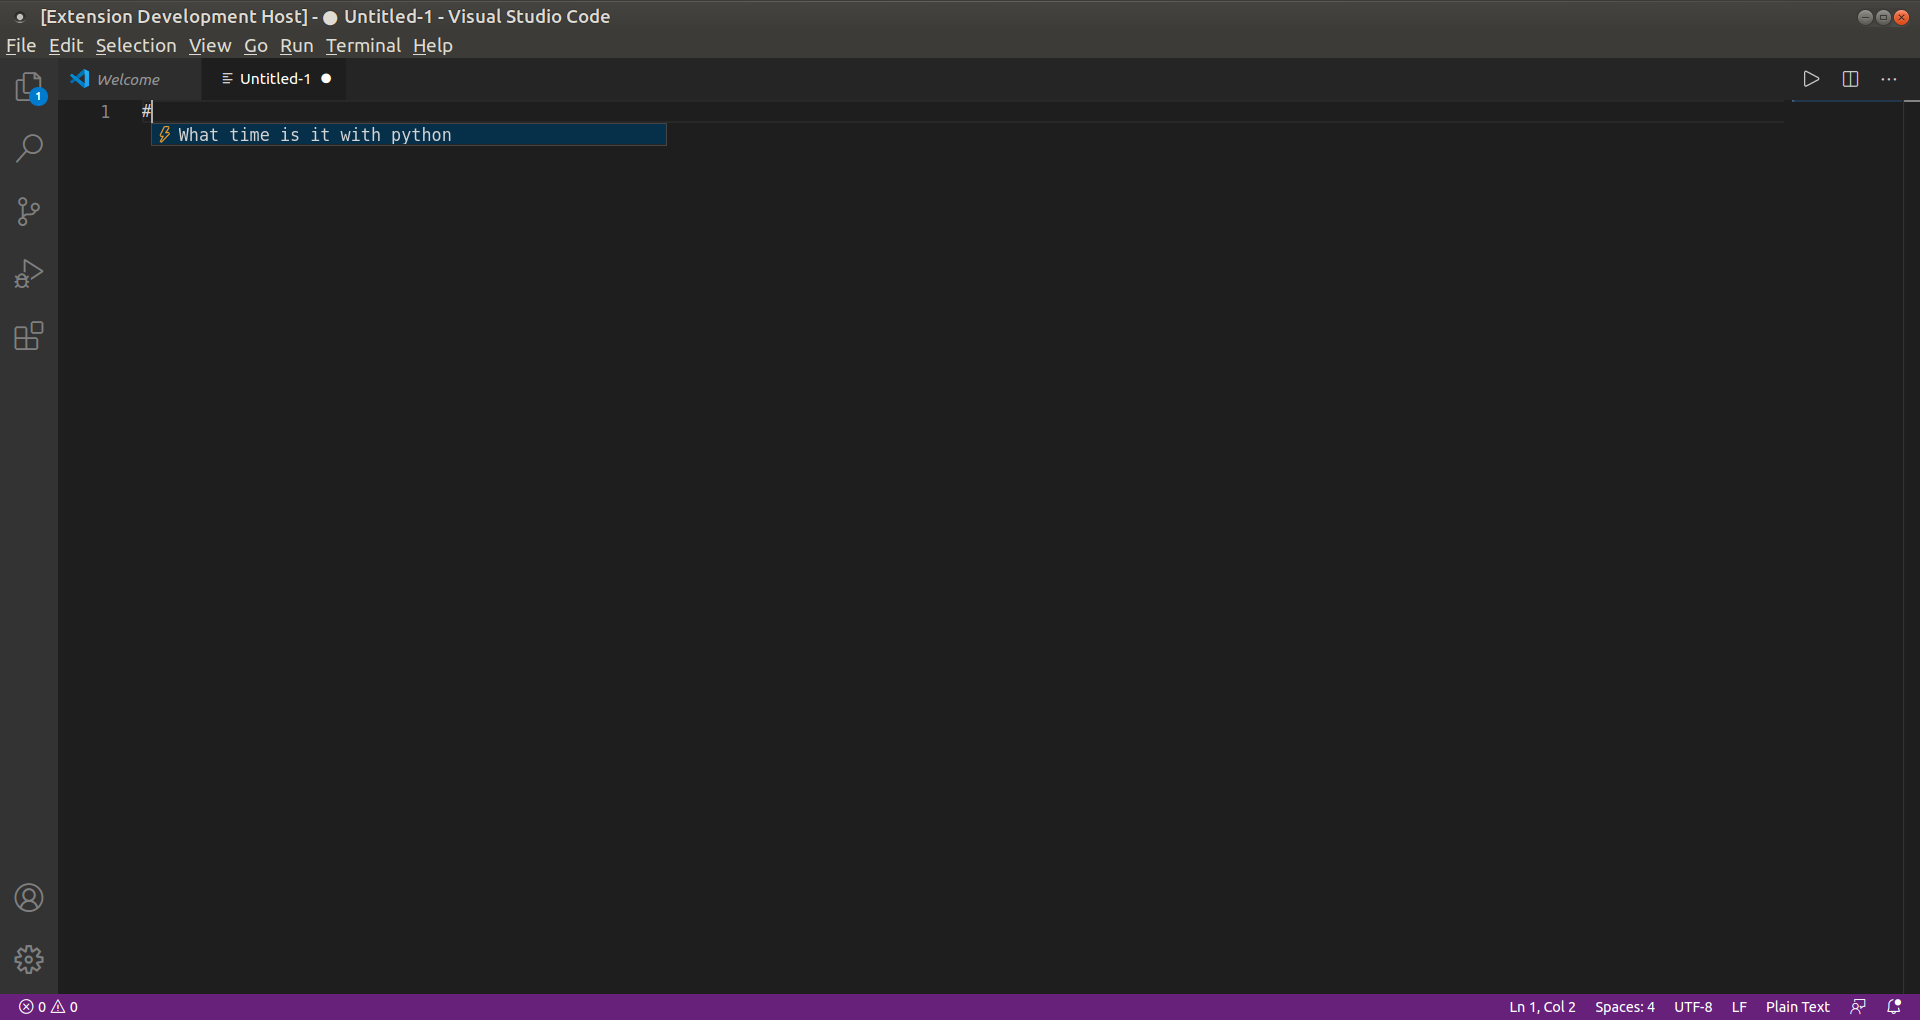 [Extension Development Host] - ● Untitled-1 - Visual Studio Code
File Edit Selection View Go Run Terminal Help
Welcome Untitled-1
1
1 #
What time is it with python
0 0 Ln 1, Col 2 Spaces: 4 UTF-8 LF Plain Text